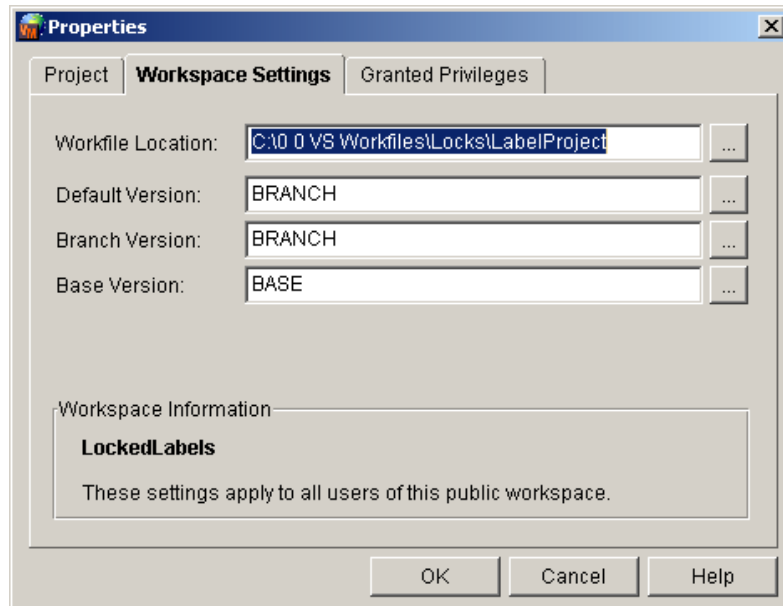 VM Properties
Project Workspace Settings Granted Privileges
Workfile Location: C:\0 0 VS Workfiles\Locks\LabelProject ...
Default Version: BRANCH ...
Branch Version: BRANCH ...
Base Version: BASE ...
Workspace Information
LockedLabels
These settings apply to all users of this public workspace.
OK Cancel Help